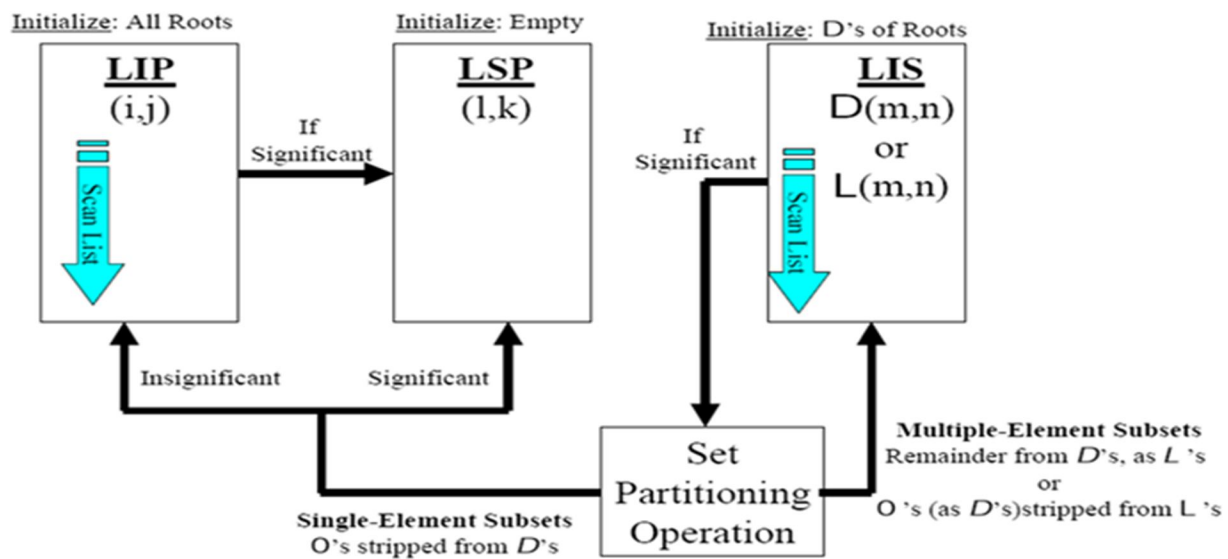 Initialize: All Roots
LIP
(i,j)
Scan List
If
Significant
Initialize: Empty
LSP
(l,k)
Initialize: D's of Roots
LIS
D(m,n)
or
L(m,n)
Scan List
If
Significant
Insignificant
Significant
Set
Partitioning
Operation
Single-Element Subsets
O's stripped from D's
Multiple-Element Subsets
Remainder from D's, as L 's
or
O 's (as D's)stripped from L 's